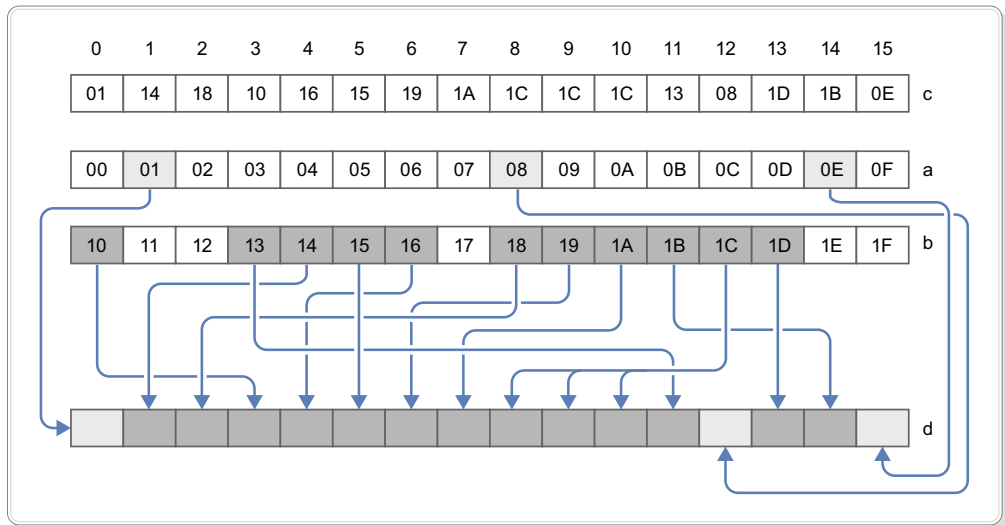 0 1 2 3 4 5 6 7 8 9 10 11 12 13 14 15
01 14 18 10 16 15 19 1A 1C 1C 1C 13 08 1D 1B 0E c
00 01 02 03 04 05 06 07 08 09 0A 0B 0C 0D 0E 0F a
10 11 12 13 14 15 16 17 18 19 1A 1B 1C 1D 1E 1F b
d